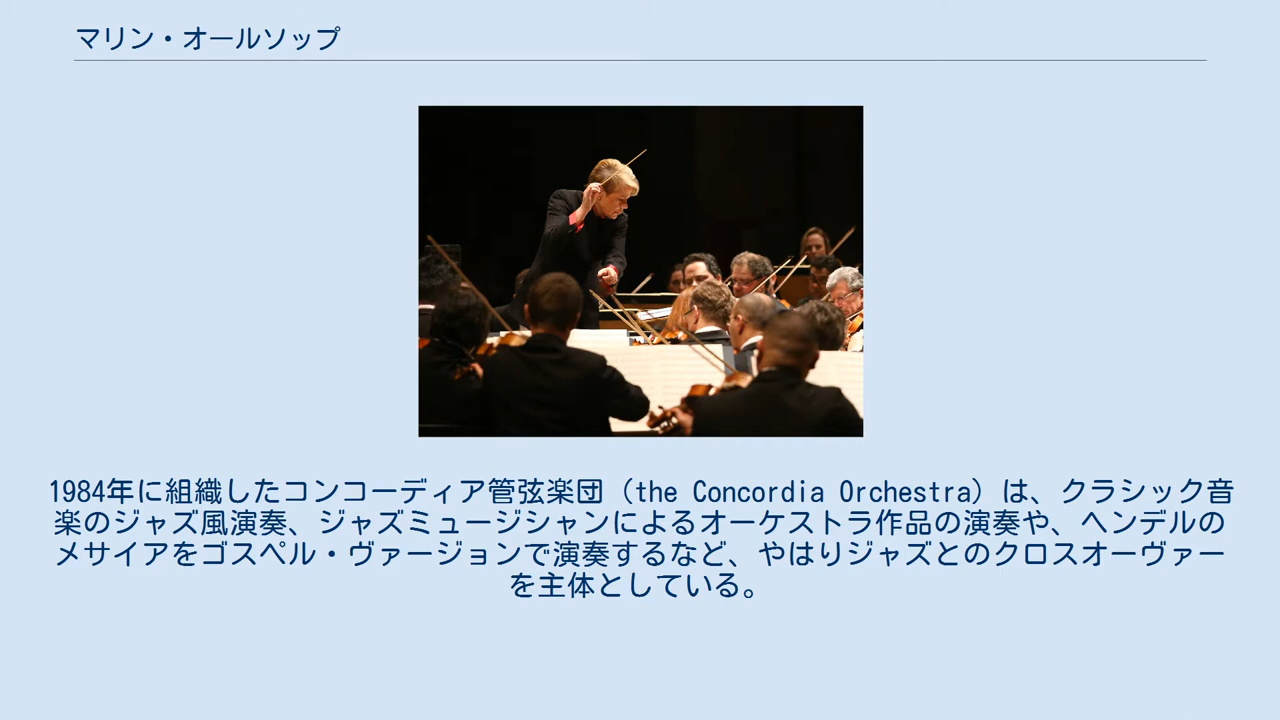 マリン・オールソップ
1984年に組織したコンコーディア管弦楽団（the Concordia Orchestra）は、クラシック音
楽のジャズ風演奏、ジャズミュージシャンによるオーケストラ作品の演奏や、ヘンデルの
メサイアをゴスペル・ヴァージョンで演奏するなど、やはりジャズとのクロスオーヴァー
を主体としている。